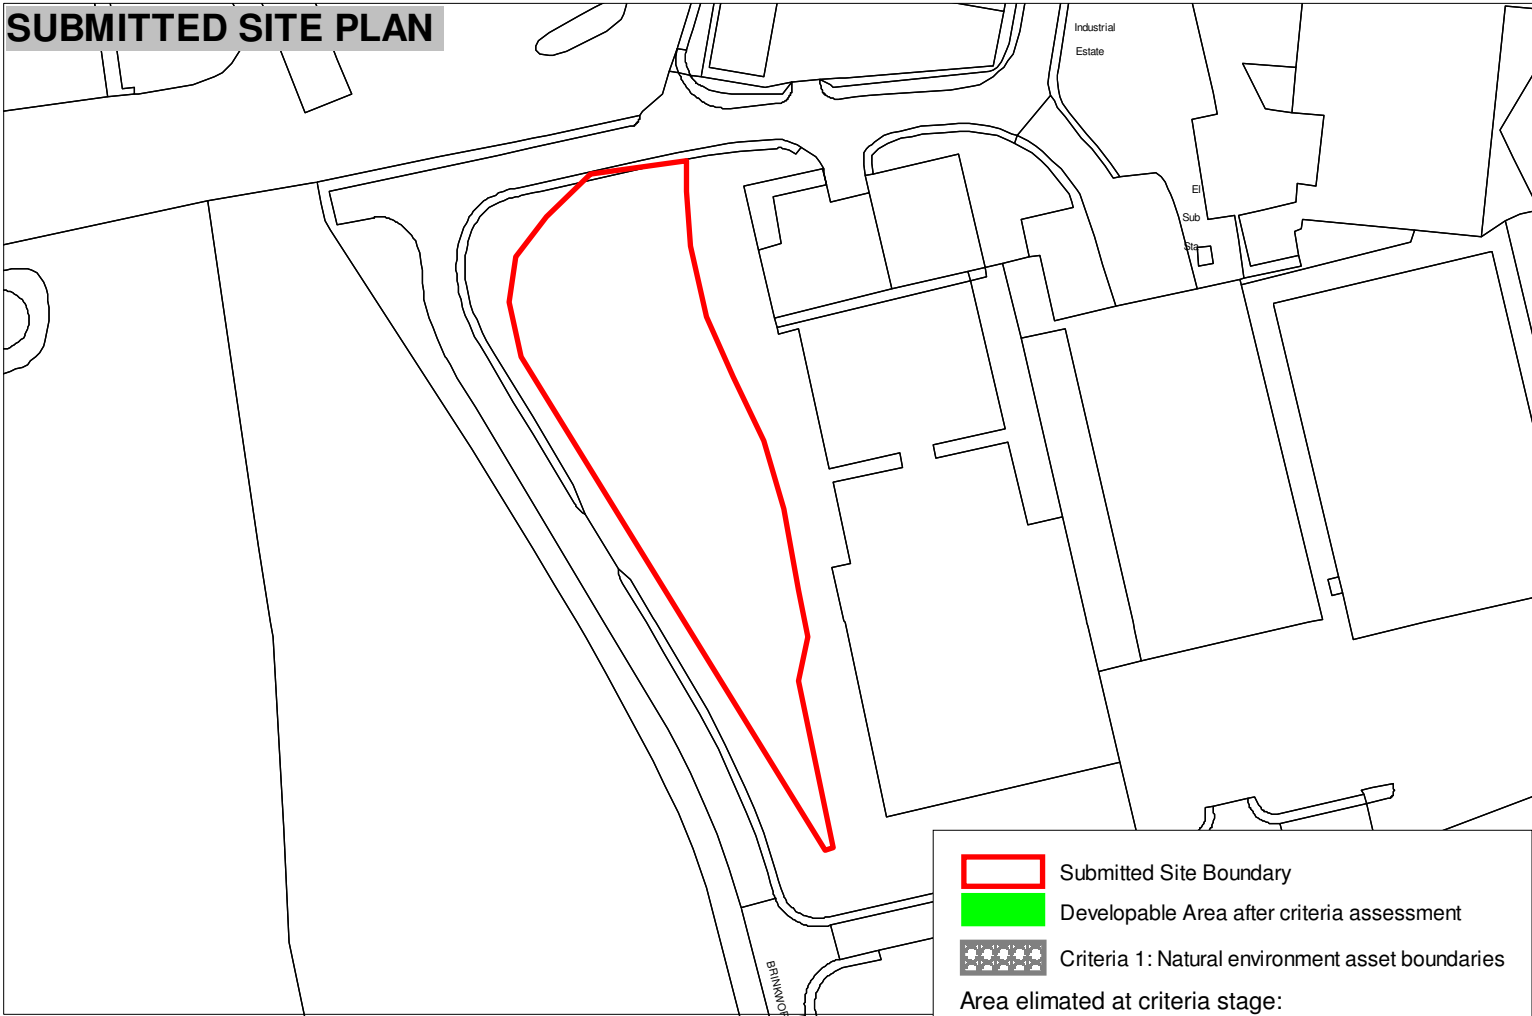 SUBMITTED SITE PLAN
Industrial
Estate
El
Sub
Sta
Submitted Site Boundary
Developable Area after criteria assessment
Criteria 1: Natural environment asset boundaries
Area elimated at criteria stage: